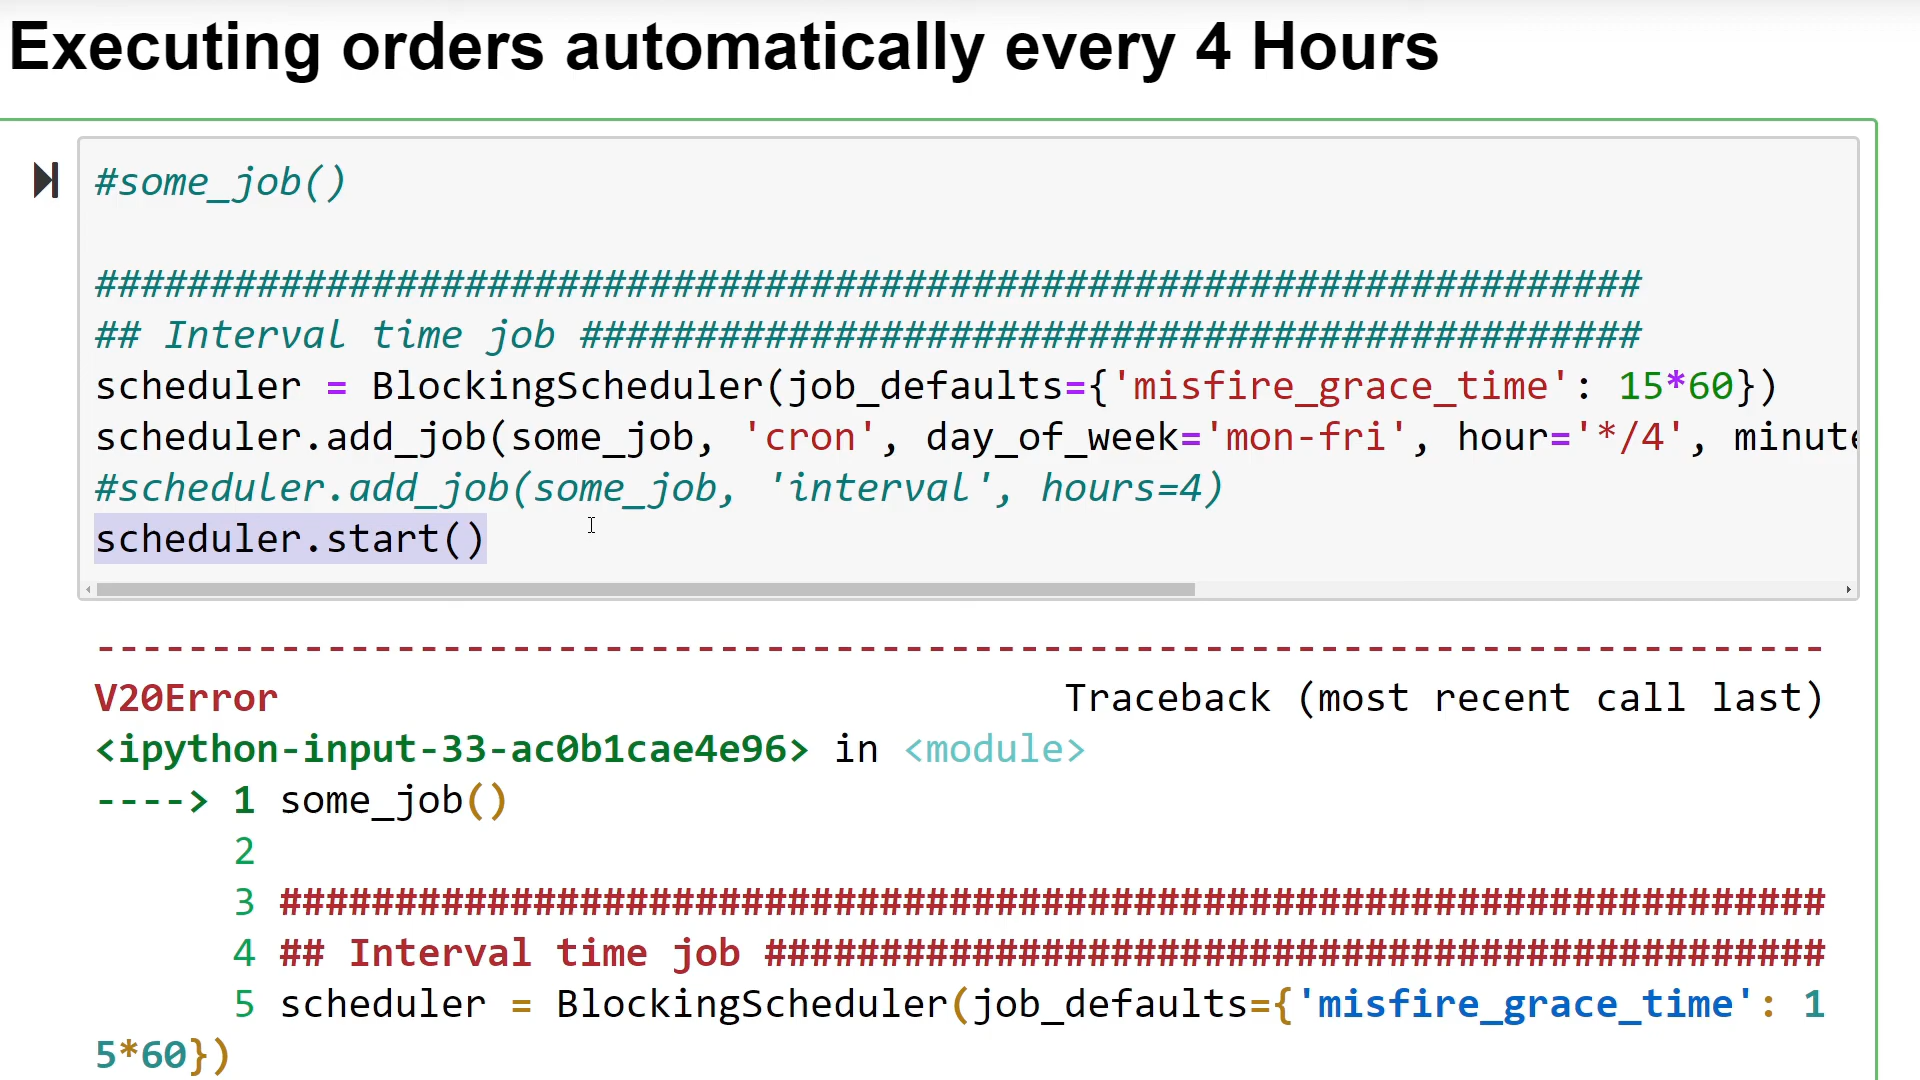 Executing orders automatically every 4 Hours
#some_job()
###################################################################
## Interval time job ##############################################
scheduler = BlockingScheduler(job_defaults={'misfire_grace_time': 15*60})
scheduler.add_job(some_job, 'cron', day_of_week='mon-fri', hour='*/4', minute
#scheduler.add_job(some_job, 'interval', hours=4)
scheduler.start()
---------------------------------------------------------------------------
V20Error Traceback (most recent call last)
<ipython-input-33-ac0b1cae4e96> in <module>
----> 1 some_job()
2
3 ###################################################################
4 ## Interval time job ##############################################
5 scheduler = BlockingScheduler(job_defaults={'misfire_grace_time': 1
5*60})